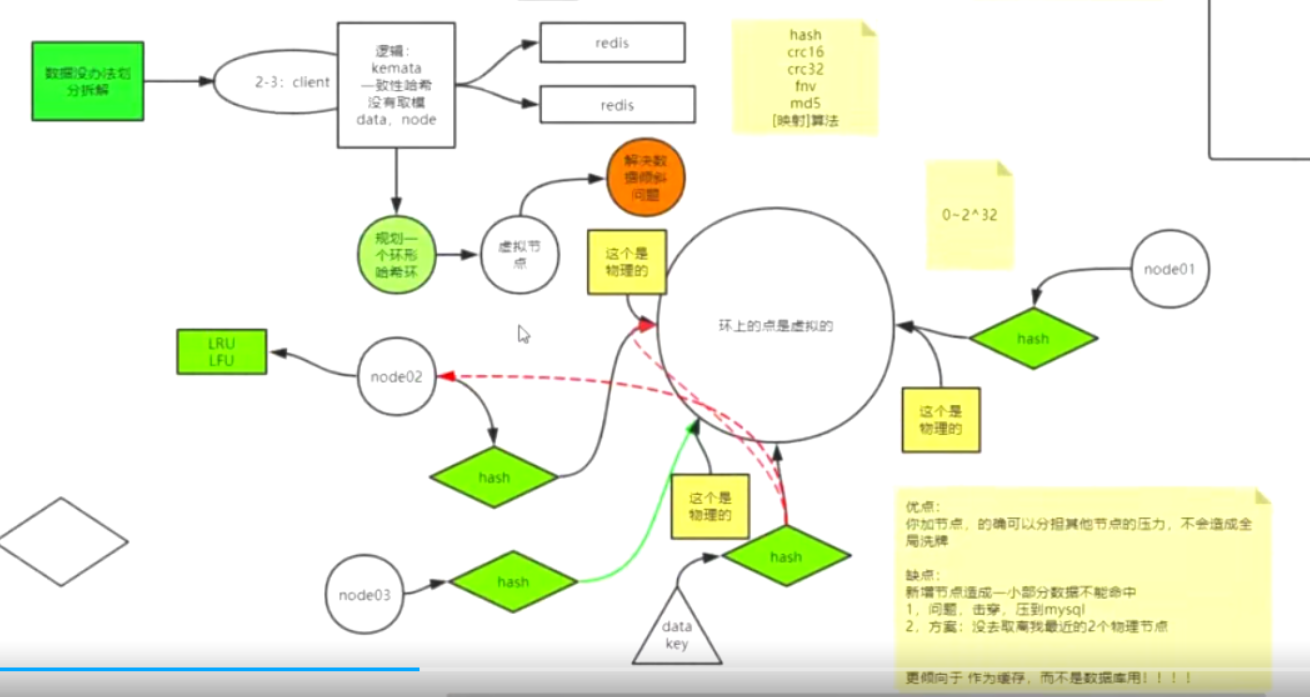 数据没办法划
分拆解
2-3: client
逻辑:
kemata
一致性哈希
没有取模
data, node
redis
redis
hash
crc16
crc32
fnv
md5
[映射]算法
解决数
据倾斜
问题
规划一
个环形
哈希环
虚拟节
点
这个是
物理的
0~2^32
node01
环上的点是虚拟的
hash
LRU
LFU
node02
这个是
物理的
hash
这个是
物理的
hash
node03
hash
data
key
优点:
你加节点，的确可以分担其他节点的压力，不会造成全
局洗牌
缺点:
新增节点造成一小部分数据不能命中
1，问题，击穿，压到mysql
2，方案：没去取离我最近的2个物理节点
更倾向于 作为缓存，而不是数据库用！！！！